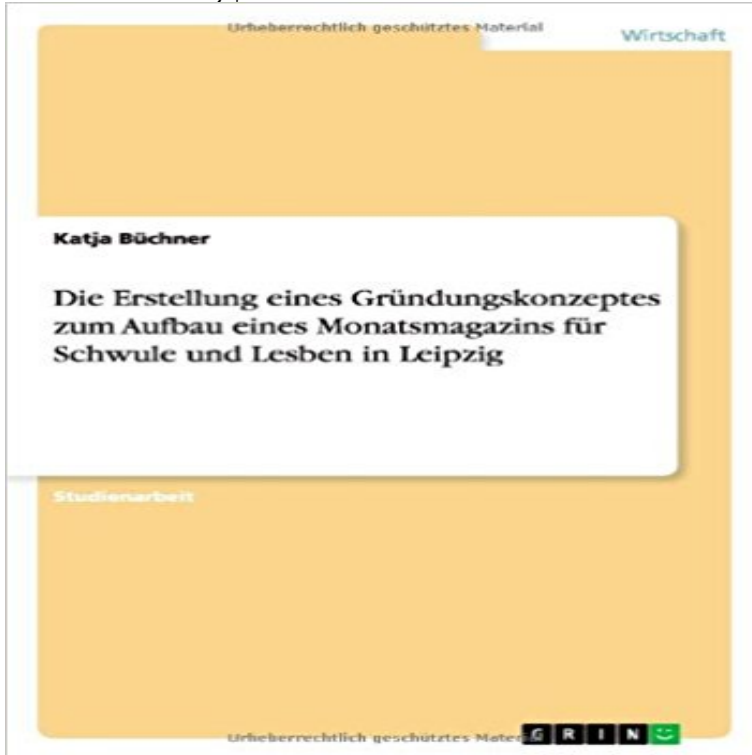 Urheberrechtlich geschütztes Material
Wirtschaft
Katja Büchner
Die Erstellung eines Gründungskonzeptes
zum Aufbau eines Monatsmagazins für
Schwule und Lesben in Leipzig
Studienarbeit
Urheberrechtlich geschütztes
GRIN